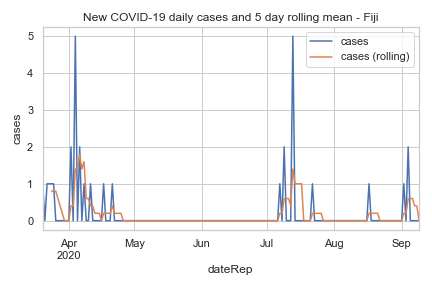 New COVID-19 daily cases and 5 day rolling mean - Fiji
cases
cases (rolling)
5
4
3
2
1
0
cases
Apr
2020
May
Jun
Jul
Aug
Sep
dateRep